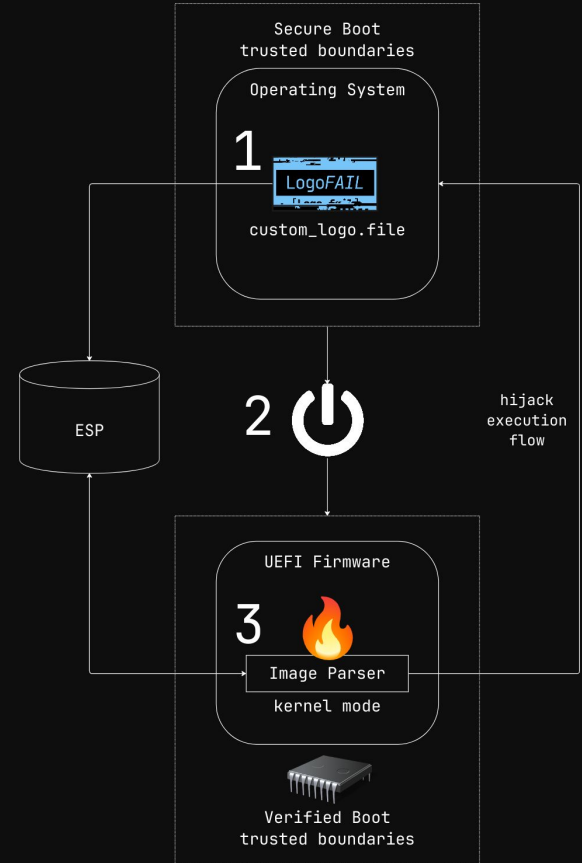 Secure Boot
trusted boundaries
Operating System
1
LogoFAIL
custom_logo.file
ESP
2
hijack
execution
flow
UEFI Firmware
3
Image Parser
kernel mode
Verified Boot
trusted boundaries